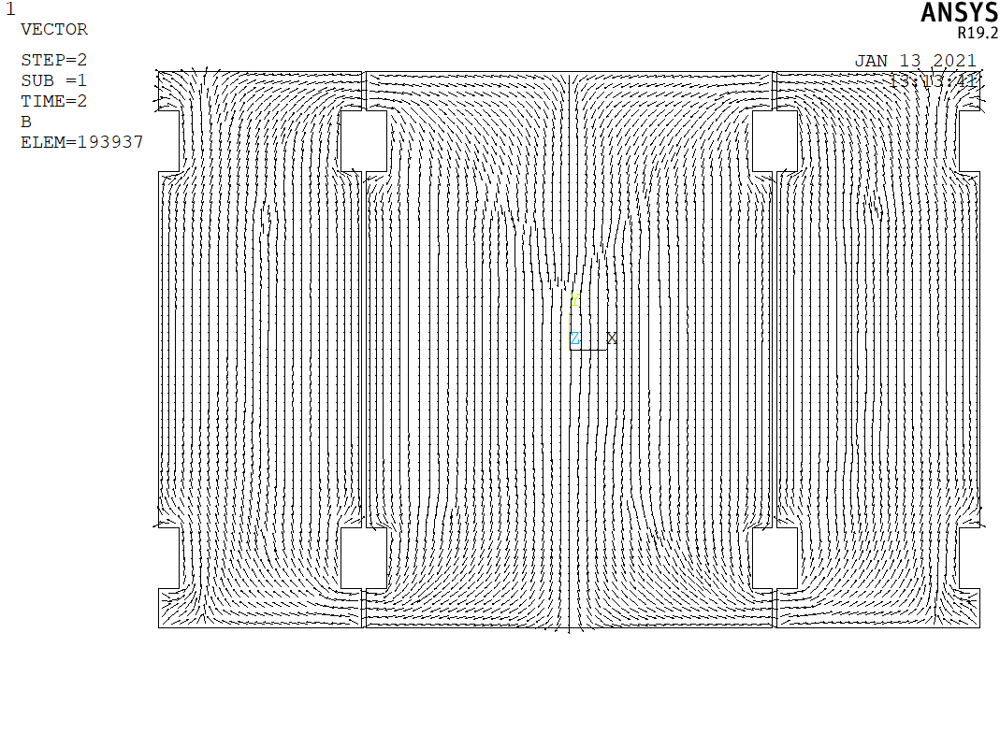 1
VECTOR
STEP=2
SUB =1
TIME=2
B
ELEM=193937
ANSYS
R19.2
JAN 13 2021
13:13:41
Y
Z X